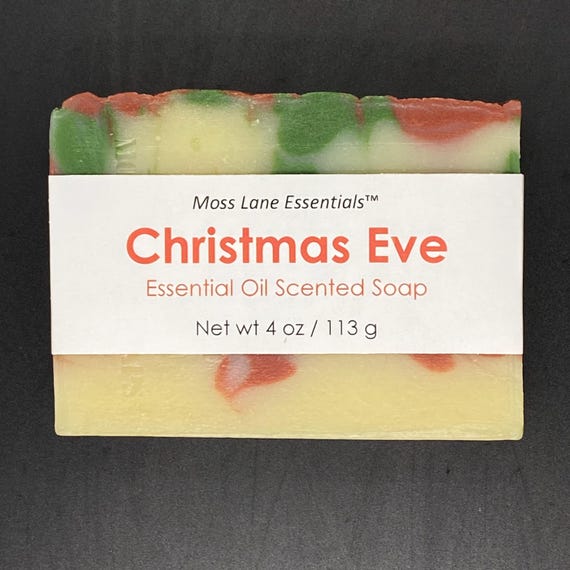 Moss Lane Essentials™
Christmas Eve
Essential Oil Scented Soap
Net wt 4 oz / 113 g